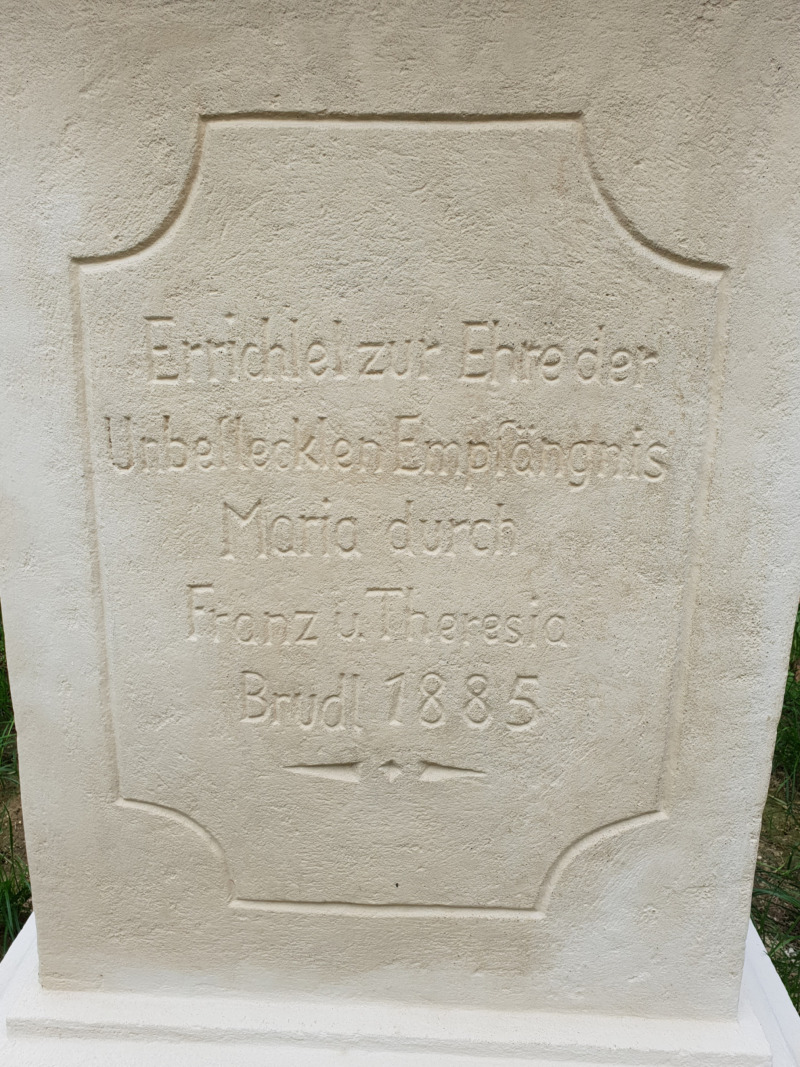 Errichtet zur Ehre der
Unbefleckten Empfängnis
Maria durch
Franz u. Theresia
Brudl 1885